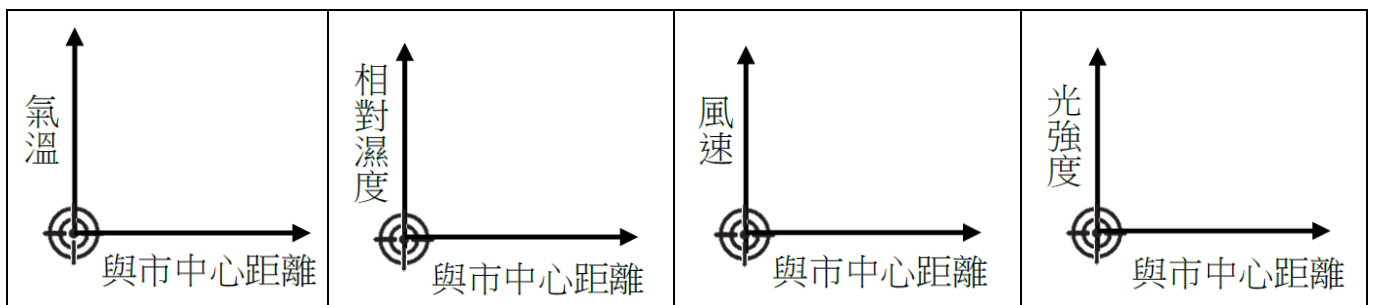 氣溫
與市中心距離
相對濕度
與市中心距離
風速
與市中心距離
光強度
與市中心距離